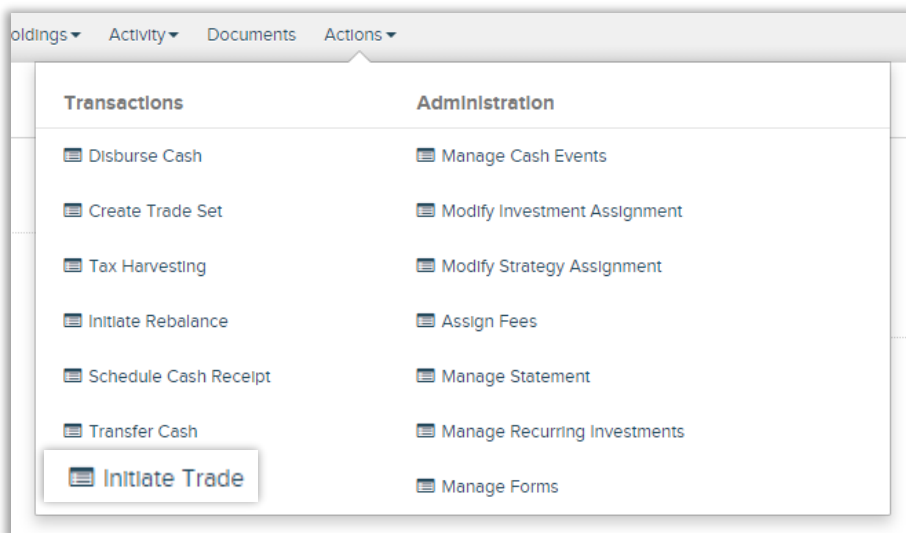 oldings Activity Documents Actions
Transactions
Disburse Cash
Create Trade Set
Tax Harvesting
Initiate Rebalance
Schedule Cash Receipt
Transfer Cash
Initiate Trade
Administration
Manage Cash Events
Modify Investment Assignment
Modify Strategy Assignment
Assign Fees
Manage Statement
Manage Recurring Investments
Manage Forms